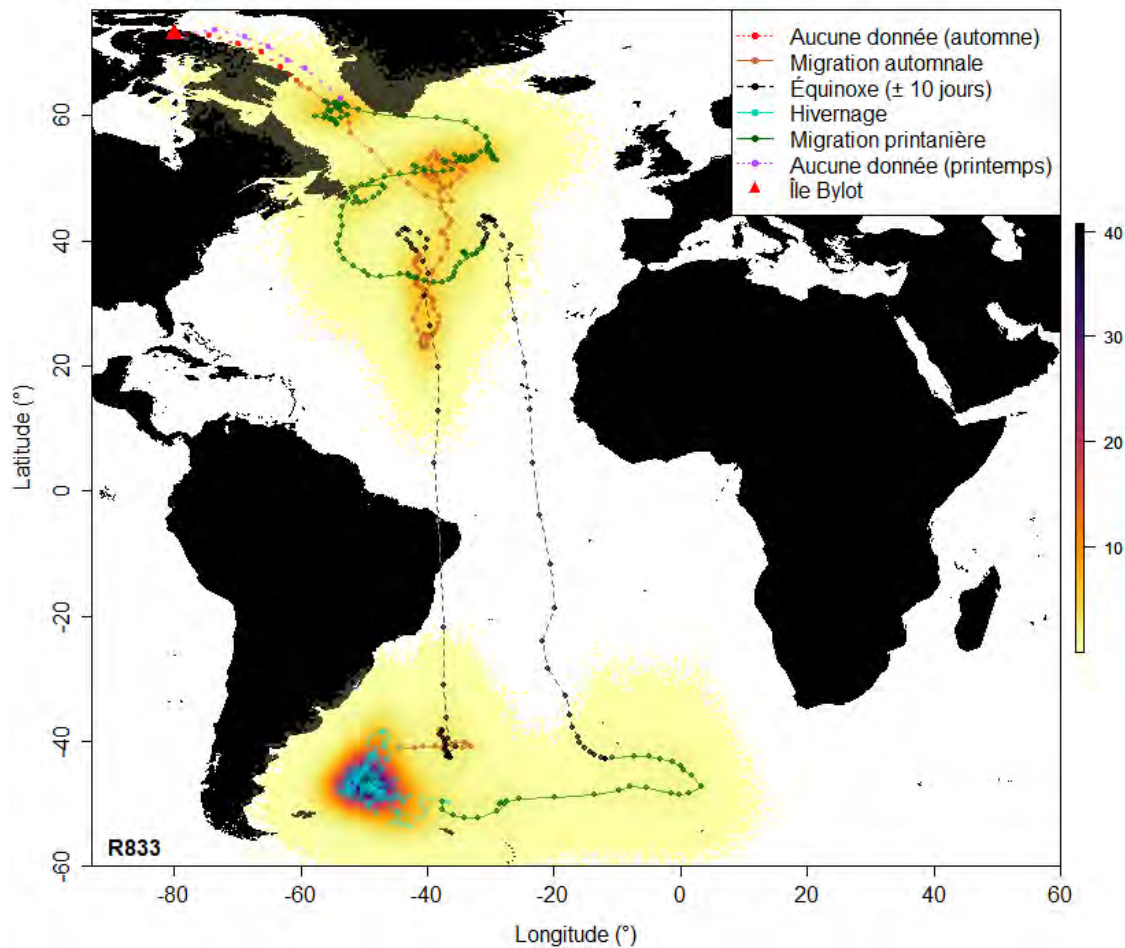 Aucune donnée (automne)
Migration automnale
Équinoxe (± 10 jours)
Hivernage
Migration printanière
Aucune donnée (printemps)
Île Bylot
Latitude (°)
60
40
20
0
-20
-40
-60
40
30
20
10
R833
-80 -60 -40 -20 0 20 40 60
Longitude (°)